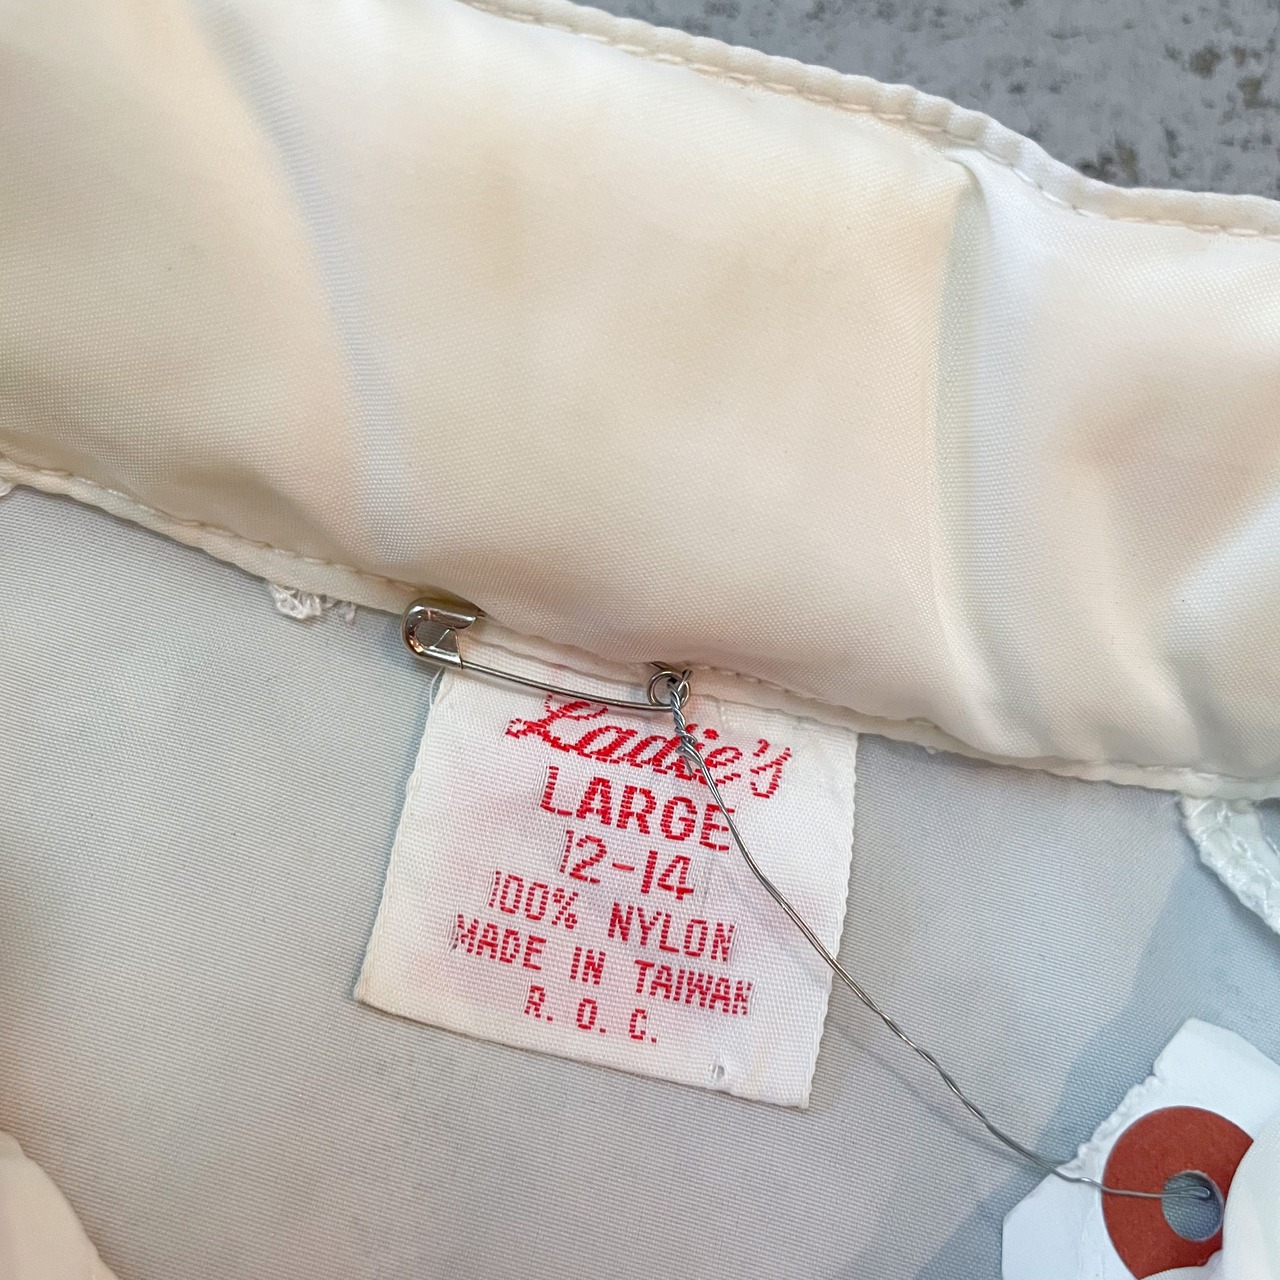 Ladie's
LARGE
12-14
100% NYLON
MADE IN TAIWAN
R. O. C.